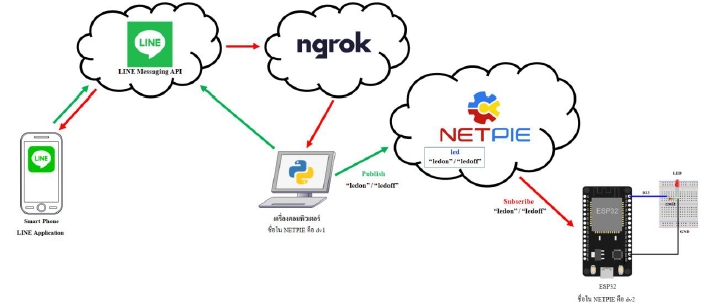 LINE
LINE Messaging API
ngrok
NETPIE
led
"ledon" / "ledoff"
LINE
Publish
"ledon" / "ledoff"
Subscribe
"ledon" / "ledoff"
Smart Phone
LINE Application
เครื่องคอมพิวเตอร์
ชื่อใน NETPIE คือ dv1
LED
ESP32
GND
ESP32
ชื่อใน NETPIE คือ dv2